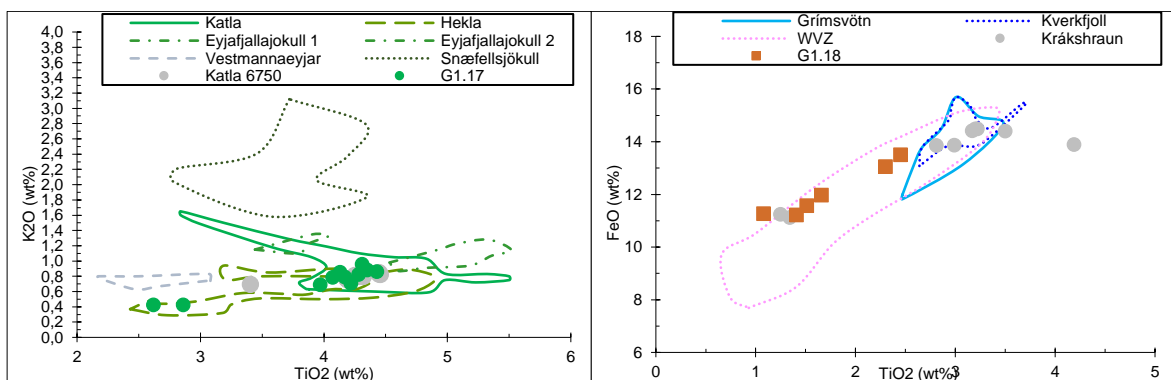 Katla Hekla
Eyjafjallajokull 1 Eyjafjallajokull 2
Vestmannaeyjar Snæfellsjökull
Katla 6750 G1.17
4,0
3,8
3,6
3,4
3,2
3,0
2,8
2,6
2,4
2,2
2,0
1,8
1,6
1,4
1,2
1,0
0,8
0,6
0,4
0,2
0,0
K2O (wt%)
2 3 4 5 6
TiO2 (wt%)
Grímsvötn Kverkfjoll
WVZ Krákshraun
G1.18
18
16
14
12
10
8
6
FeO (wt%)
0 1 2 3 4 5
TiO2 (wt%)